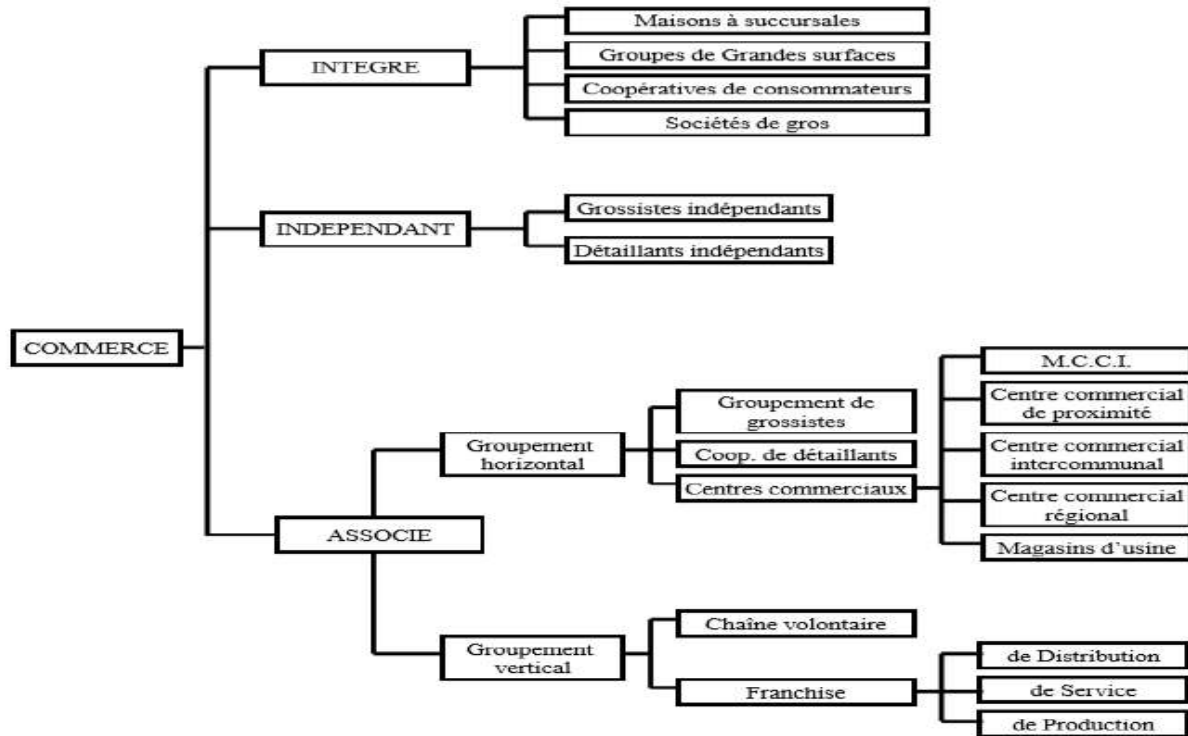 Maisons à succursales
INTEGRE
Groupes de Grandes surfaces
Coopératives de consommateurs
Sociétés de gros
Grossistes indépendants
INDEPENDANT
Détaillants indépendants
COMMERCE
M.C.C.I.
Groupement de
grossistes
Centre commercial
de proximité
Groupement
horizontal
Coop. de détaillants
Centre commercial
intercommunal
Centres commerciaux
Centre commercial
régional
ASSOCIE
Magasins d'usine
Chaîne volontaire
Groupement
vertical
de Distribution
Franchise
de Service
de Production